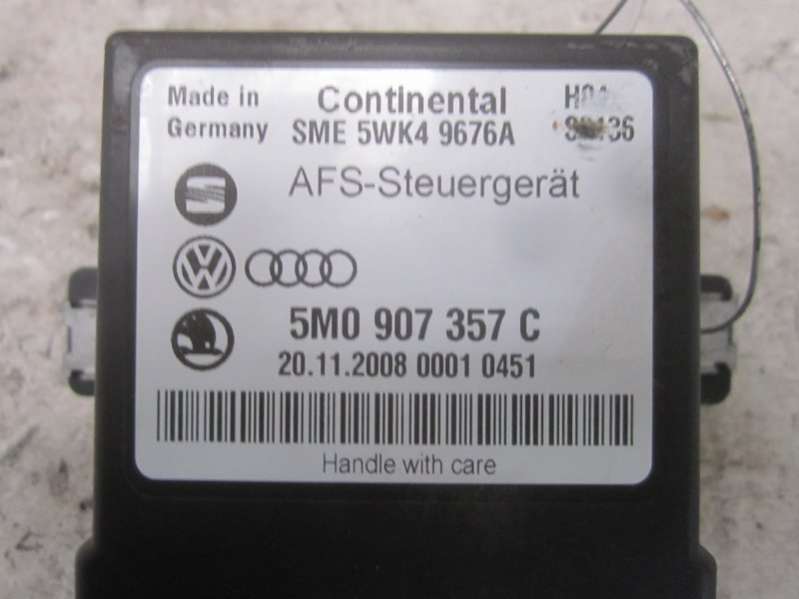 Made in Continental
Germany SME 5WK4 9676A
AFS-Steuergerät
5M0 907 357 C
20.11.2008 0001 0451
Handle with care